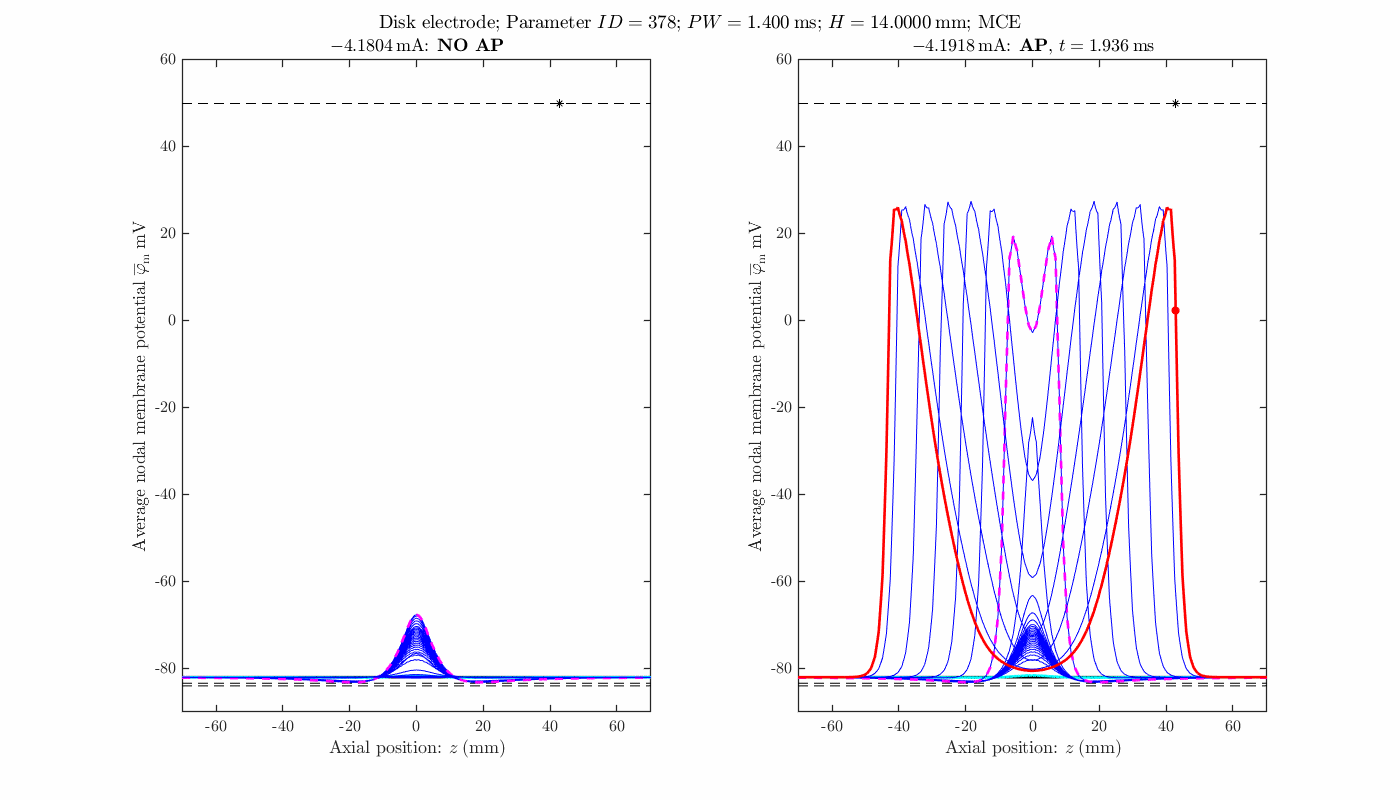 Disk electrode; Parameter ID = 378; PW = 1.400 ms; H = 14.0000 mm; MCE
−4.1804 mA: NO AP
60
40
20
0
-20
-40
-60
-80
-60 -40 -20 0 20 40 60
Average nodal membrane potential φ̅m mV
Axial position: z (mm)
−4.1918 mA: AP, t = 1.936 ms
60
40
20
0
-20
-40
-60
-80
-60 -40 -20 0 20 40 60
Average nodal membrane potential φ̅m mV
Axial position: z (mm)